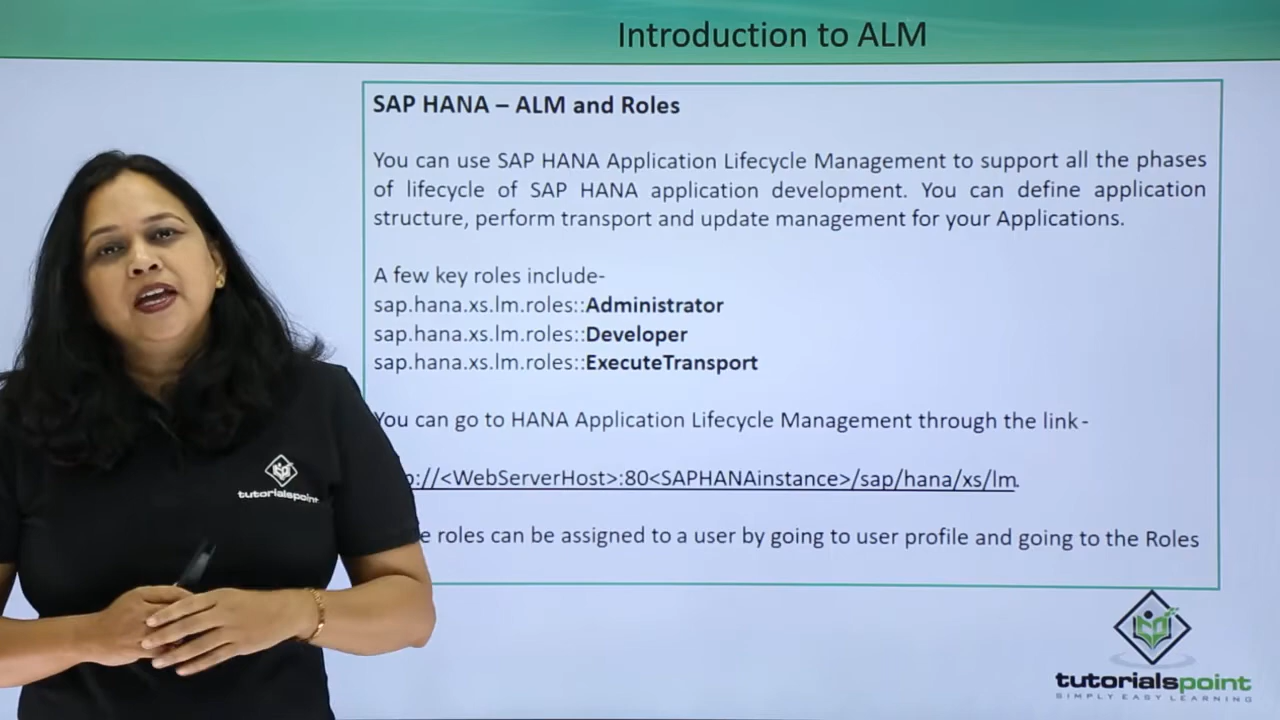 Introduction to ALM
SAP HANA – ALM and Roles
You can use SAP HANA Application Lifecycle Management to support all the phases
of lifecycle of SAP HANA application development. You can define application
structure, perform transport and update management for your Applications.
A few key roles include-
sap.hana.xs.lm.roles::Administrator
sap.hana.xs.lm.roles::Developer
sap.hana.xs.lm.roles::ExecuteTransport
You can go to HANA Application Lifecycle Management through the link -
://<WebServerHost>:80<SAPHANAinstance>/sap/hana/xs/lm.
roles can be assigned to a user by going to user profile and going to the Roles
tutorialspoint
tutorialspoint
SIMPLY EASY LEARNING